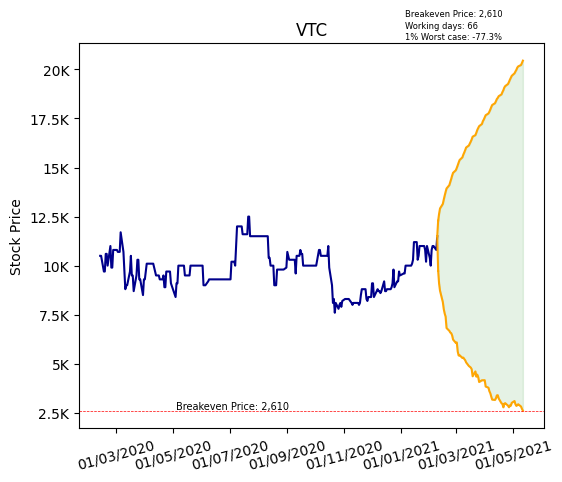 Breakeven Price: 2,610
Working days: 66
1% Worst case: -77.3%
VTC
Stock Price
20K
17.5K
15K
12.5K
10K
7.5K
5K
2.5K
Breakeven Price: 2,610
01/03/2020
01/05/2020
01/07/2020
01/09/2020
01/11/2020
01/01/2021
01/03/2021
01/05/2021